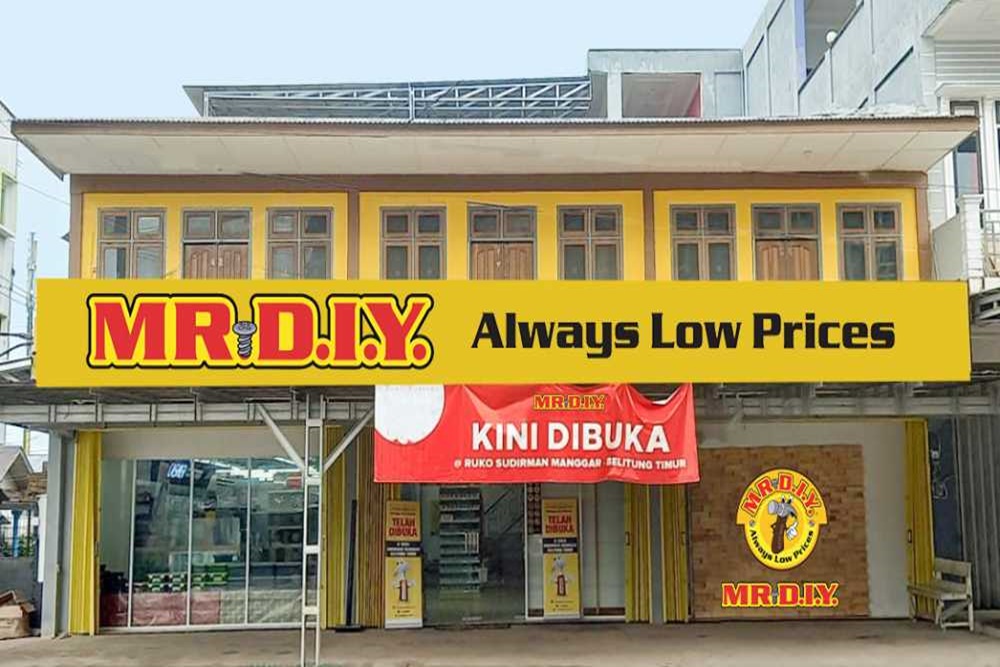 MR.D.I.Y. Always Low Prices
MR.D.I.Y.
KINI DIBUKA
@ RUKO SUDIRMAN MANGGAR - BELITUNG TIMUR
TELAH
DIBUKA
TELAH
DIBUKA
MR.D.I.Y.
Always Low Prices
MR.D.I.Y.